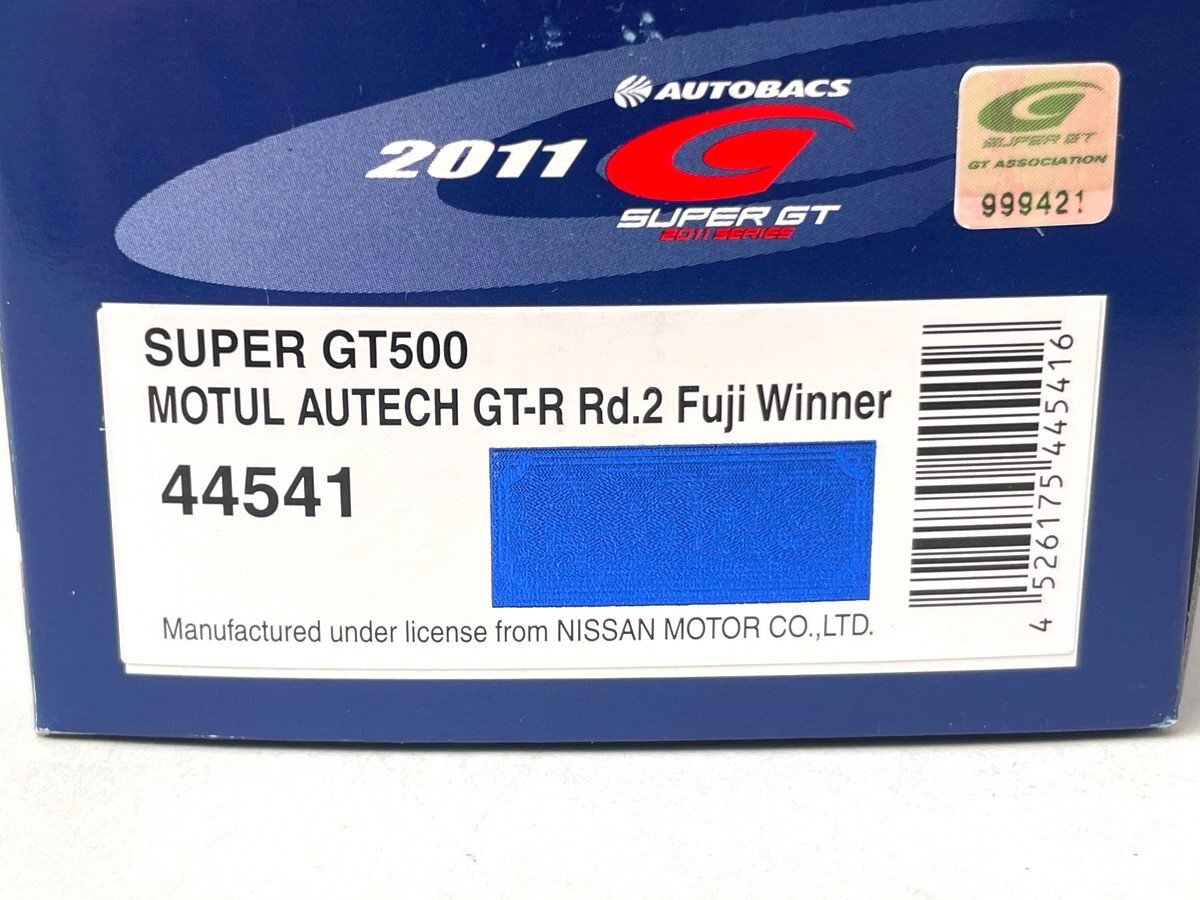 AUTOBACS
2011
SUPER GT
2011 SERIES
SUPER GT
GT ASSOCIATION
999421
SUPER GT500
MOTUL AUTECH GT-R Rd.2 Fuji Winner
44541
Manufactured under license from NISSAN MOTOR CO.,LTD.
4 526175 445416